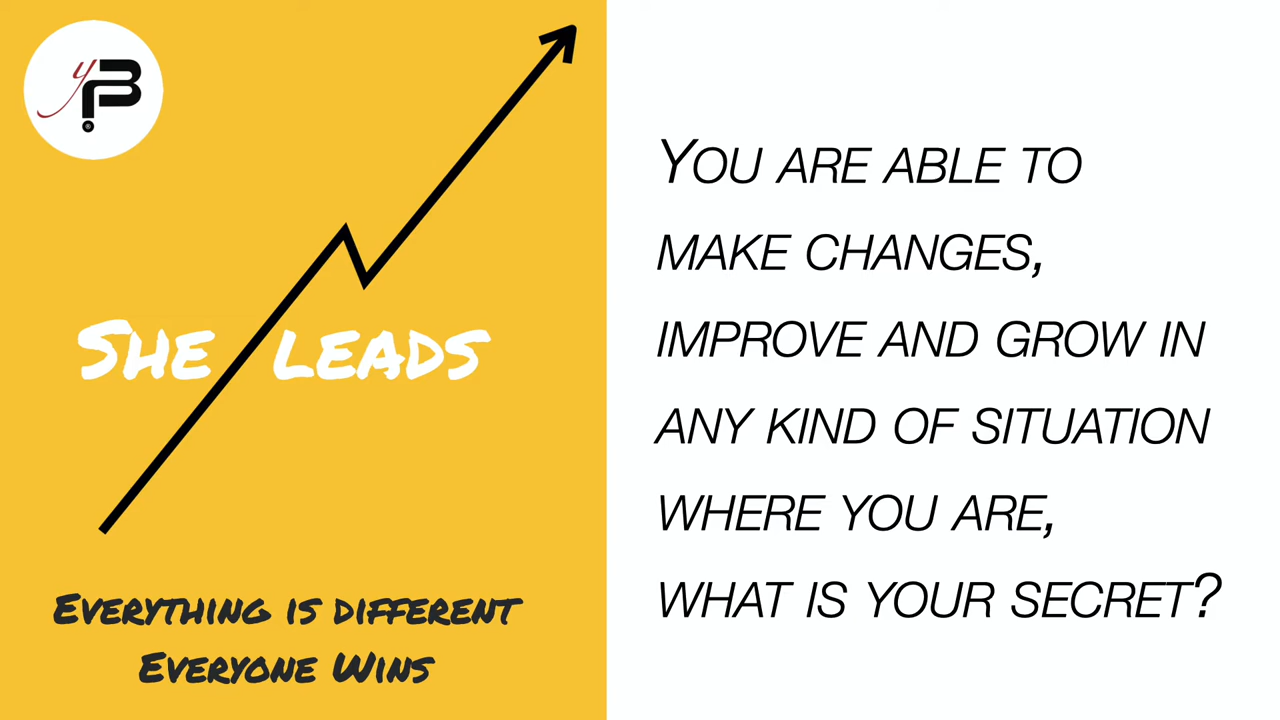 She leads
Everything is different
Everyone Wins
You are able to
make changes,
improve and grow in
any kind of situation
where you are,
what is your secret?